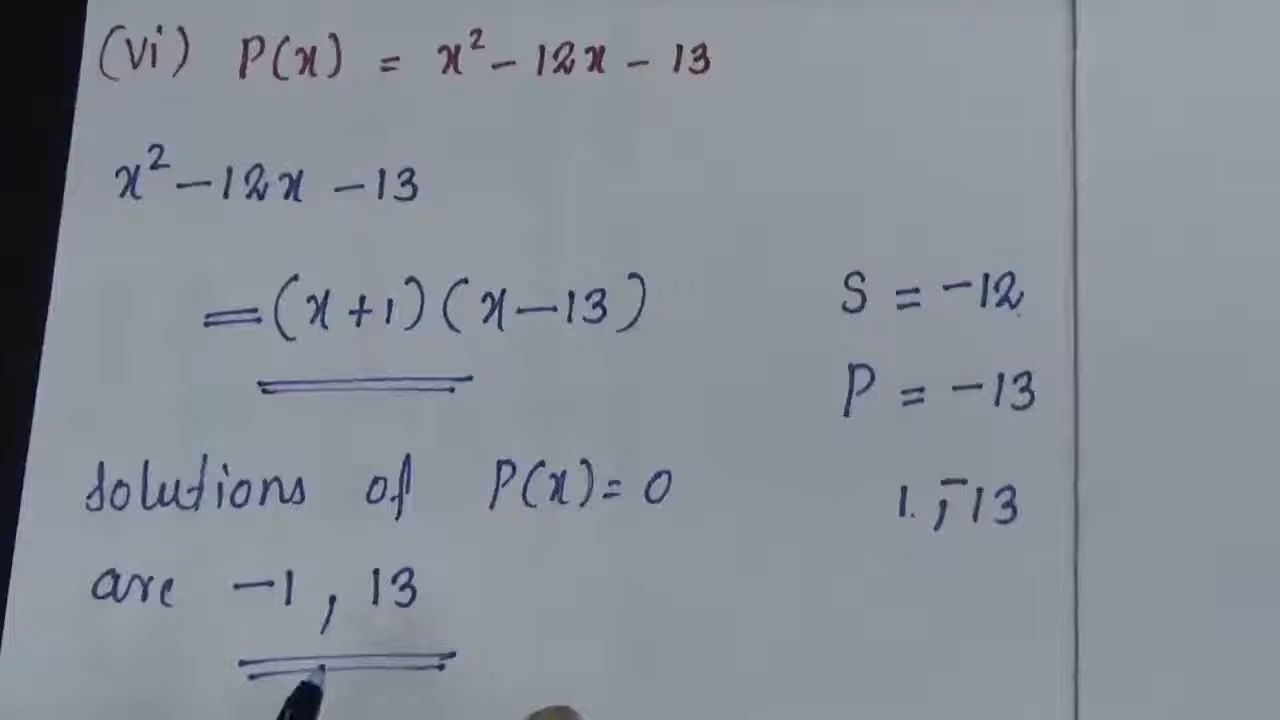 (vi) P(x) = x² - 12x - 13
x² - 12x - 13
= (x+1)(x-13)
S = -12
P = -13
1, -13
solutions of P(x) = 0
are -1, 13